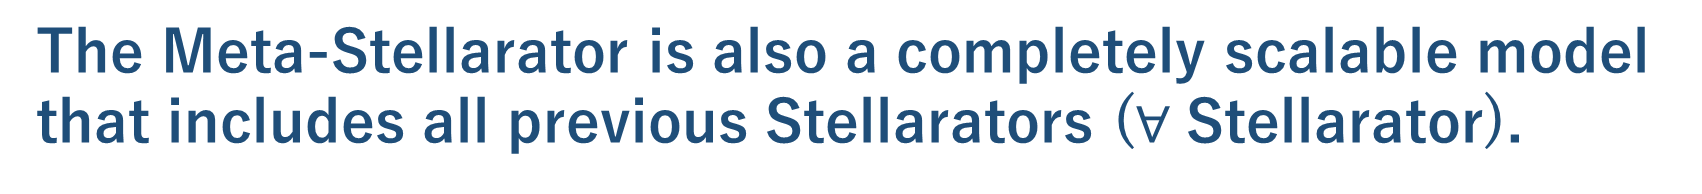 The Meta-Stellarator is also a completely scalable model
that includes all previous Stellarators (∀ Stellarator).